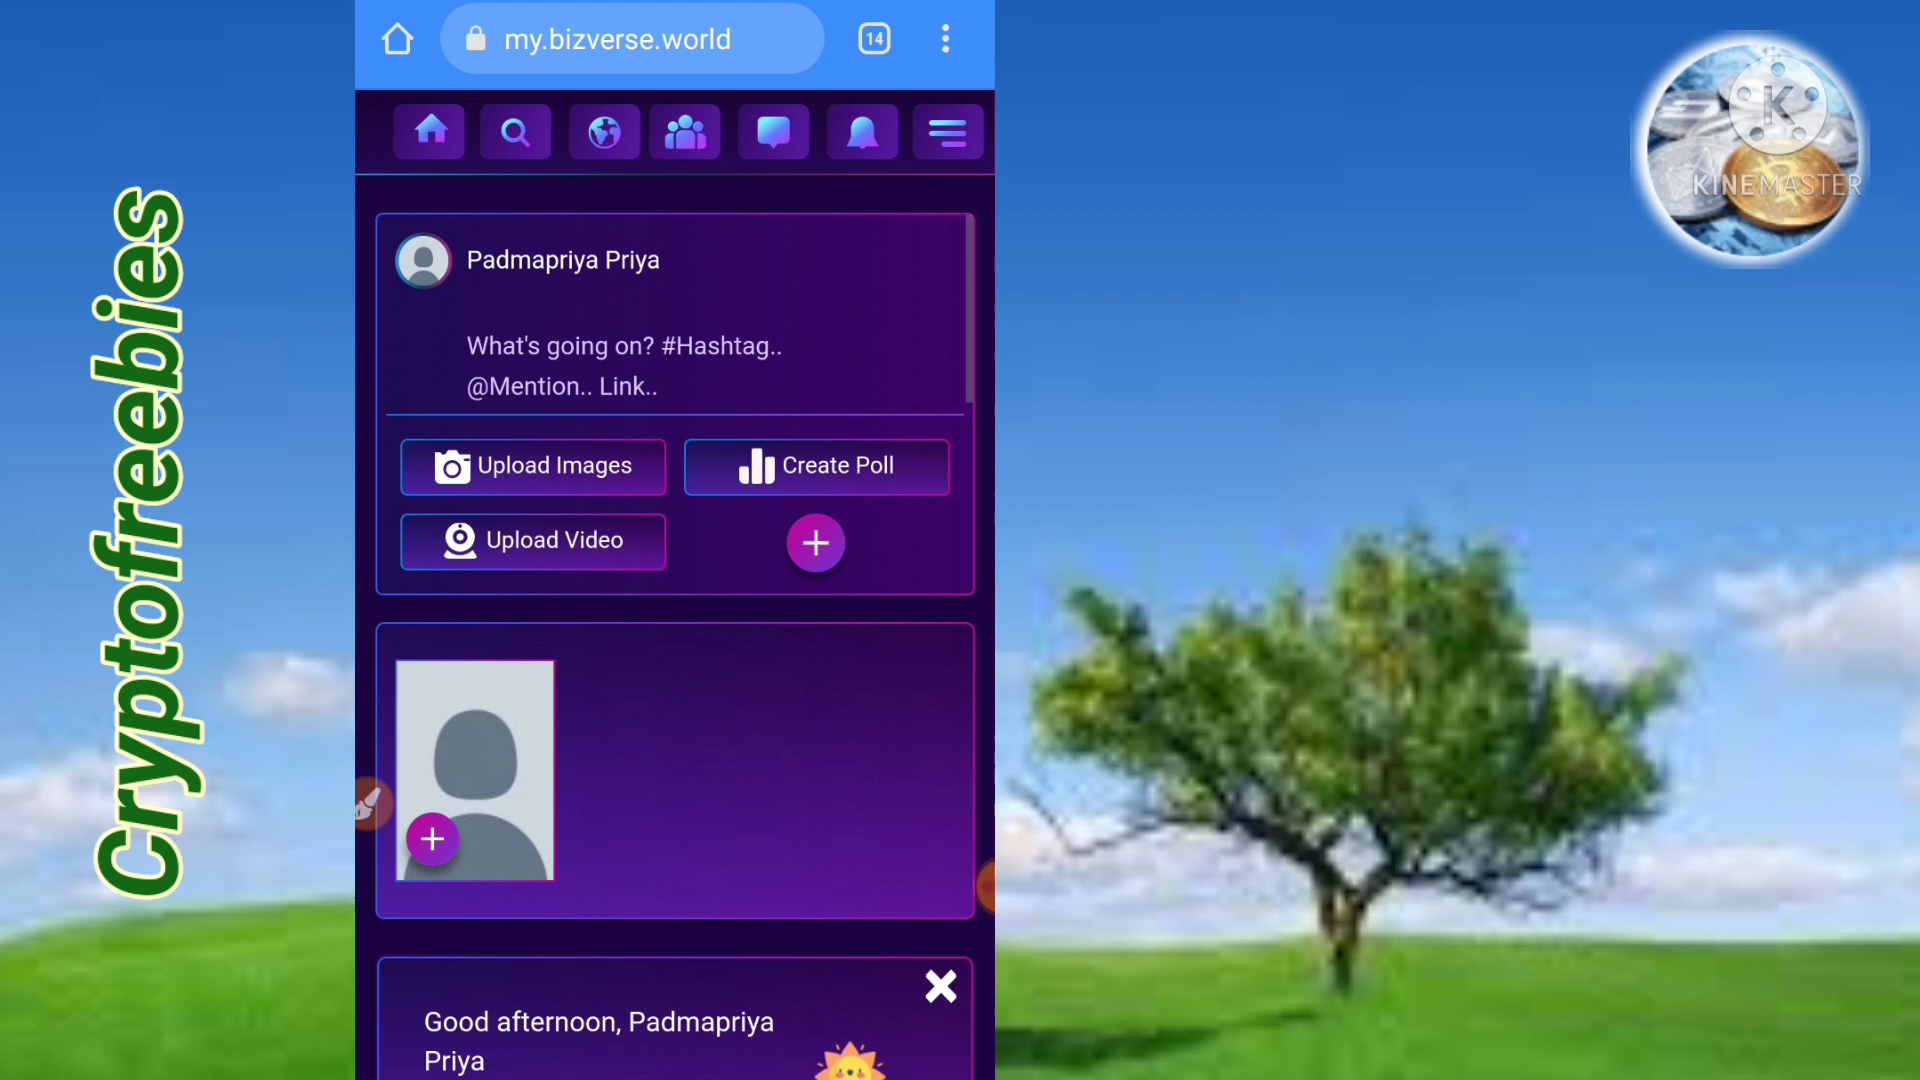 Cryptofreebies
my.bizverse.world
14
Padmapriya Priya
What's going on? #Hashtag..
@Mention.. Link..
Upload Images
Create Poll
Upload Video
Good afternoon, Padmapriya
Priya
K
KINEMASTER